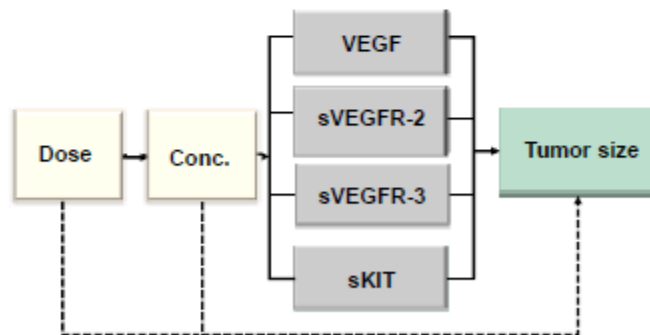 VEGF
sVEGFR-2
Dose
Conc.
Tumor size
sVEGFR-3
sKIT